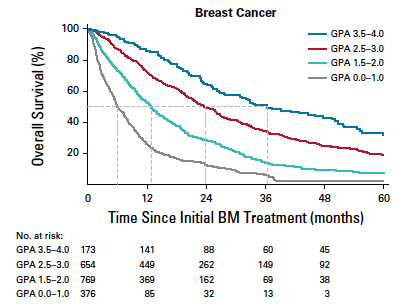 Breast Cancer
GPA 3.5–4.0
GPA 2.5–3.0
GPA 1.5–2.0
GPA 0.0–1.0
Overall Survival (%)
100
80
60
40
20
0 12 24 36 48 60
Time Since Initial BM Treatment (months)
No. at risk:
GPA 3.5–4.0 173 141 88 60 45
GPA 2.5–3.0 654 449 262 149 92
GPA 1.5–2.0 769 369 162 69 38
GPA 0.0–1.0 376 85 32 13 3